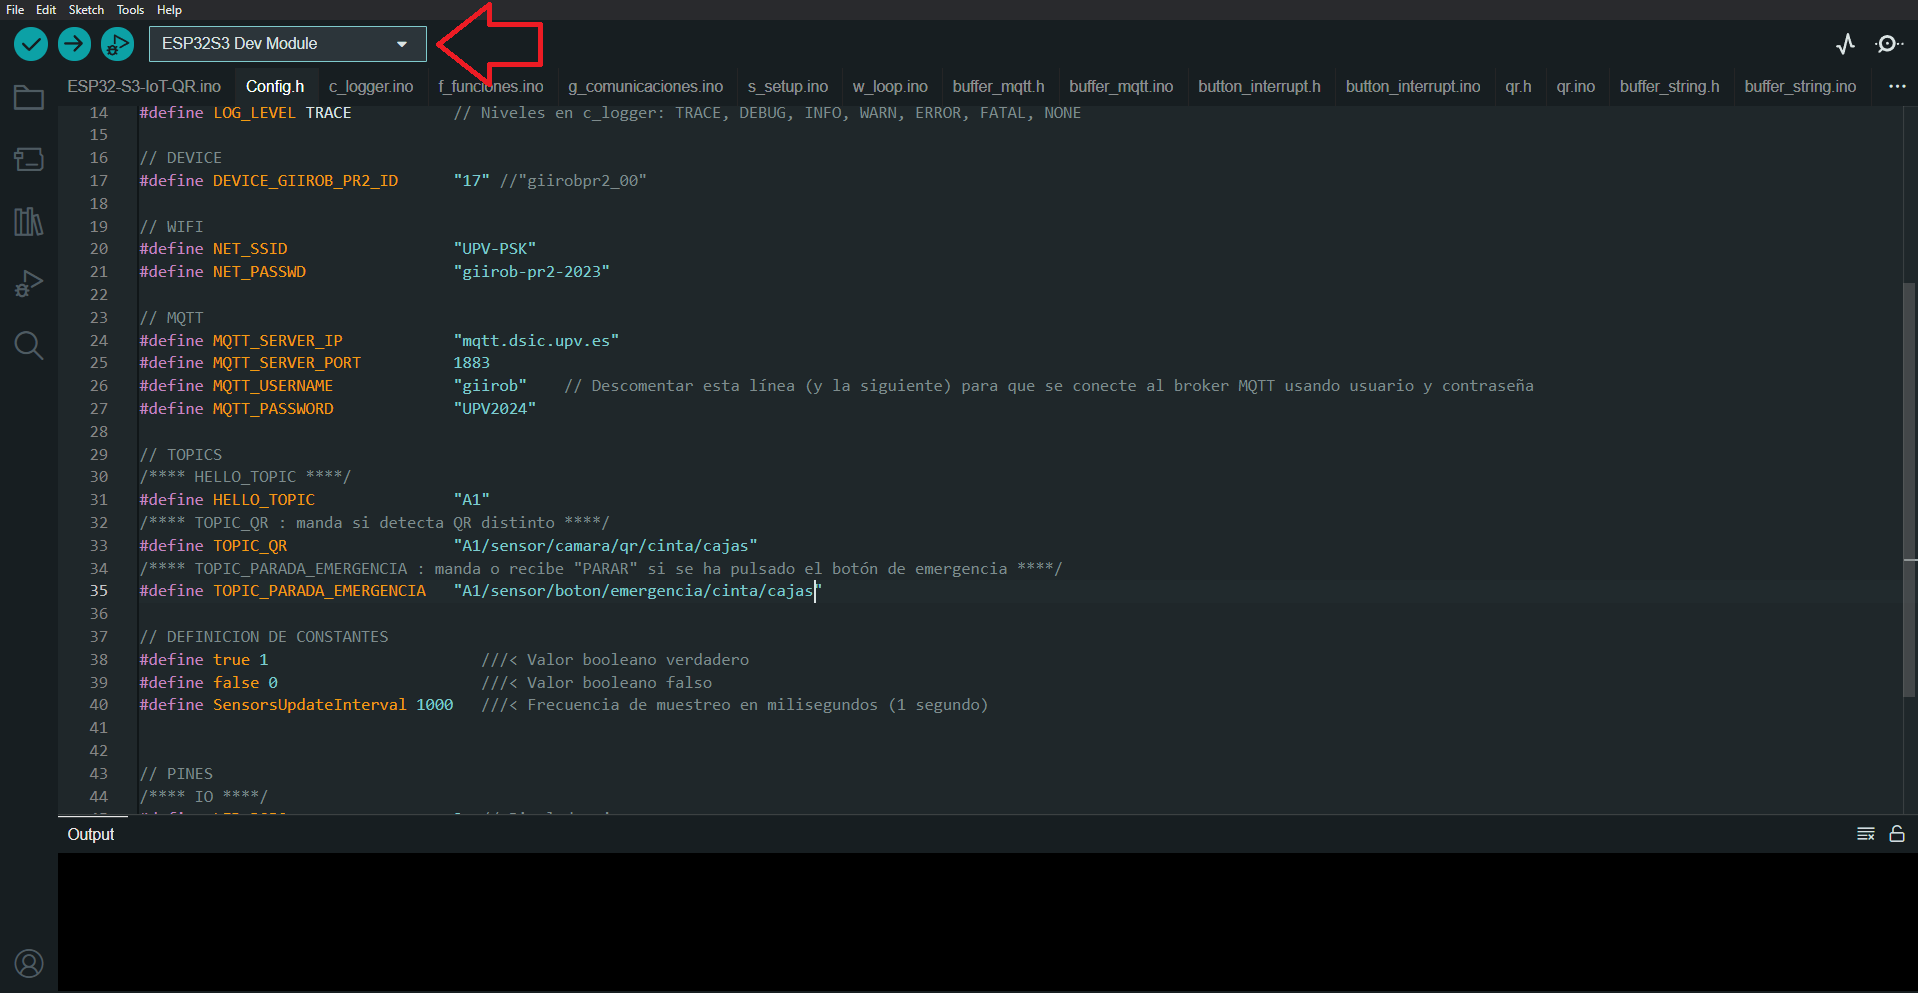 File Edit Sketch Tools Help
ESP32S3 Dev Module
ESP32-S3-IoT-QR.ino Config.h c_logger.ino f_funciones.ino g_comunicaciones.ino s_setup.ino w_loop.ino buffer_mqtt.h buffer_mqtt.ino button_interrupt.h button_interrupt.ino qr.h qr.ino buffer_string.h buffer_string.ino ...
14 #define LOG_LEVEL TRACE // Niveles en c_logger: TRACE, DEBUG, INFO, WARN, ERROR, FATAL, NONE
15
16 // DEVICE
17 #define DEVICE_GIIROB_PR2_ID "17" //"giirobpr2_00"
18
19 // WIFI
20 #define NET_SSID "UPV-PSK"
21 #define NET_PASSWD "giirob-pr2-2023"
22
23 // MQTT
24 #define MQTT_SERVER_IP "mqtt.dsic.upv.es"
25 #define MQTT_SERVER_PORT 1883
26 #define MQTT_USERNAME "giirob" // Descomentar esta línea (y la siguiente) para que se conecte al broker MQTT usando usuario y contraseña
27 #define MQTT_PASSWORD "UPV2024"
28
29 // TOPICS
30 /**** HELLO_TOPIC ****/
31 #define HELLO_TOPIC "A1"
32 /**** TOPIC_QR : manda si detecta QR distinto ****/
33 #define TOPIC_QR "A1/sensor/camara/qr/cinta/cajas"
34 /**** TOPIC_PARADA_EMERGENCIA : manda o recibe "PARAR" si se ha pulsado el botón de emergencia ****/
35 #define TOPIC_PARADA_EMERGENCIA "A1/sensor/boton/emergencia/cinta/cajas"
36
37 // DEFINICION DE CONSTANTES
38 #define true 1 ///< Valor booleano verdadero
39 #define false 0 ///< Valor booleano falso
40 #define SensorsUpdateInterval 1000 ///< Frecuencia de muestreo en milisegundos (1 segundo)
41
42
43 // PINES
44 /**** IO ****/
Output